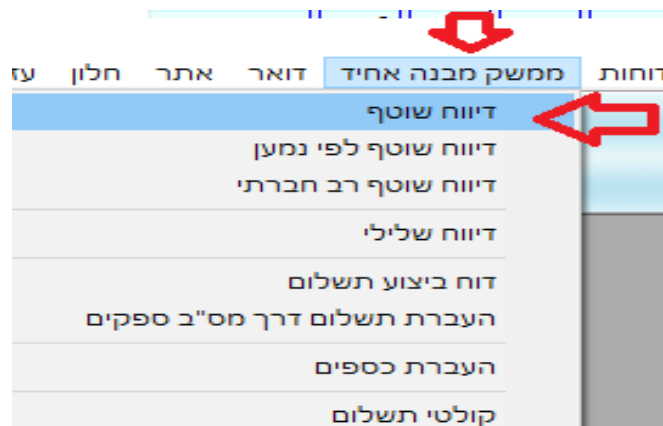 דוחות ממשק מבנה אחיד דואר אתר חלון
דיווח שוטף
דיווח שוטף לפי נמען
דיווח שוטף רב חברתי
דיווח שלילי
דוח ביצוע תשלום
העברת תשלום דרך מס"ב ספקים
העברת כספים
קולטי תשלום